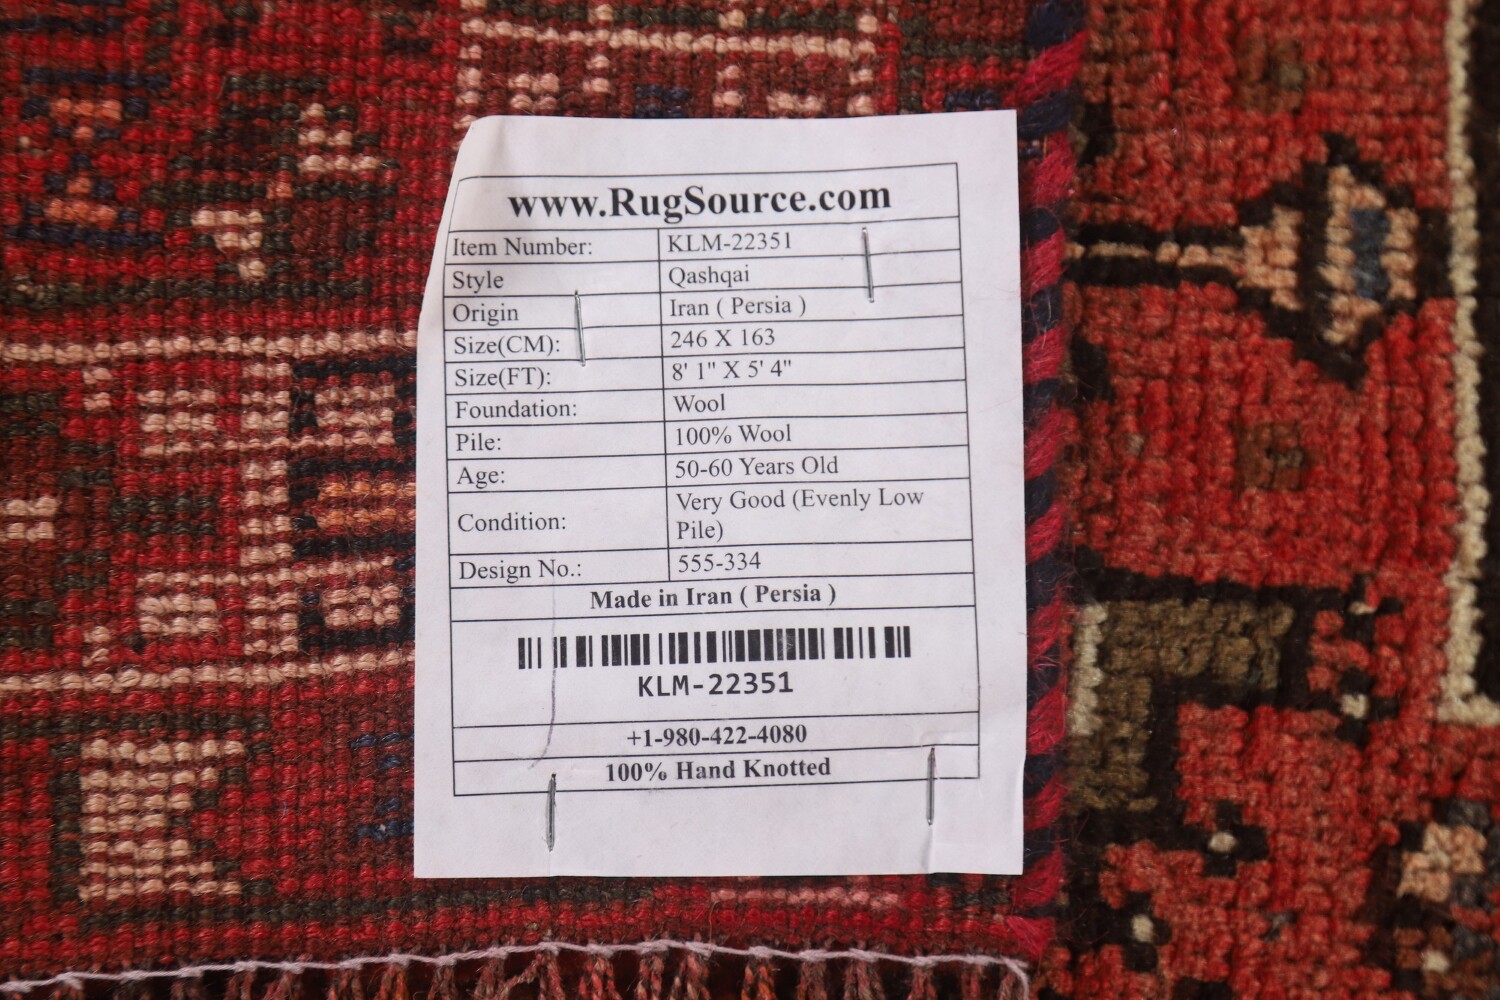 www.RugSource.com
Item Number: KLM-22351
Style Qashqai
Origin Iran ( Persia )
Size(CM): 246 X 163
Size(FT): 8' 1" X 5' 4"
Foundation: Wool
Pile: 100% Wool
Age: 50-60 Years Old
Condition: Very Good (Evenly Low
Pile)
Design No.: 555-334
Made in Iran ( Persia )
KLM-22351
+1-980-422-4080
100% Hand Knotted